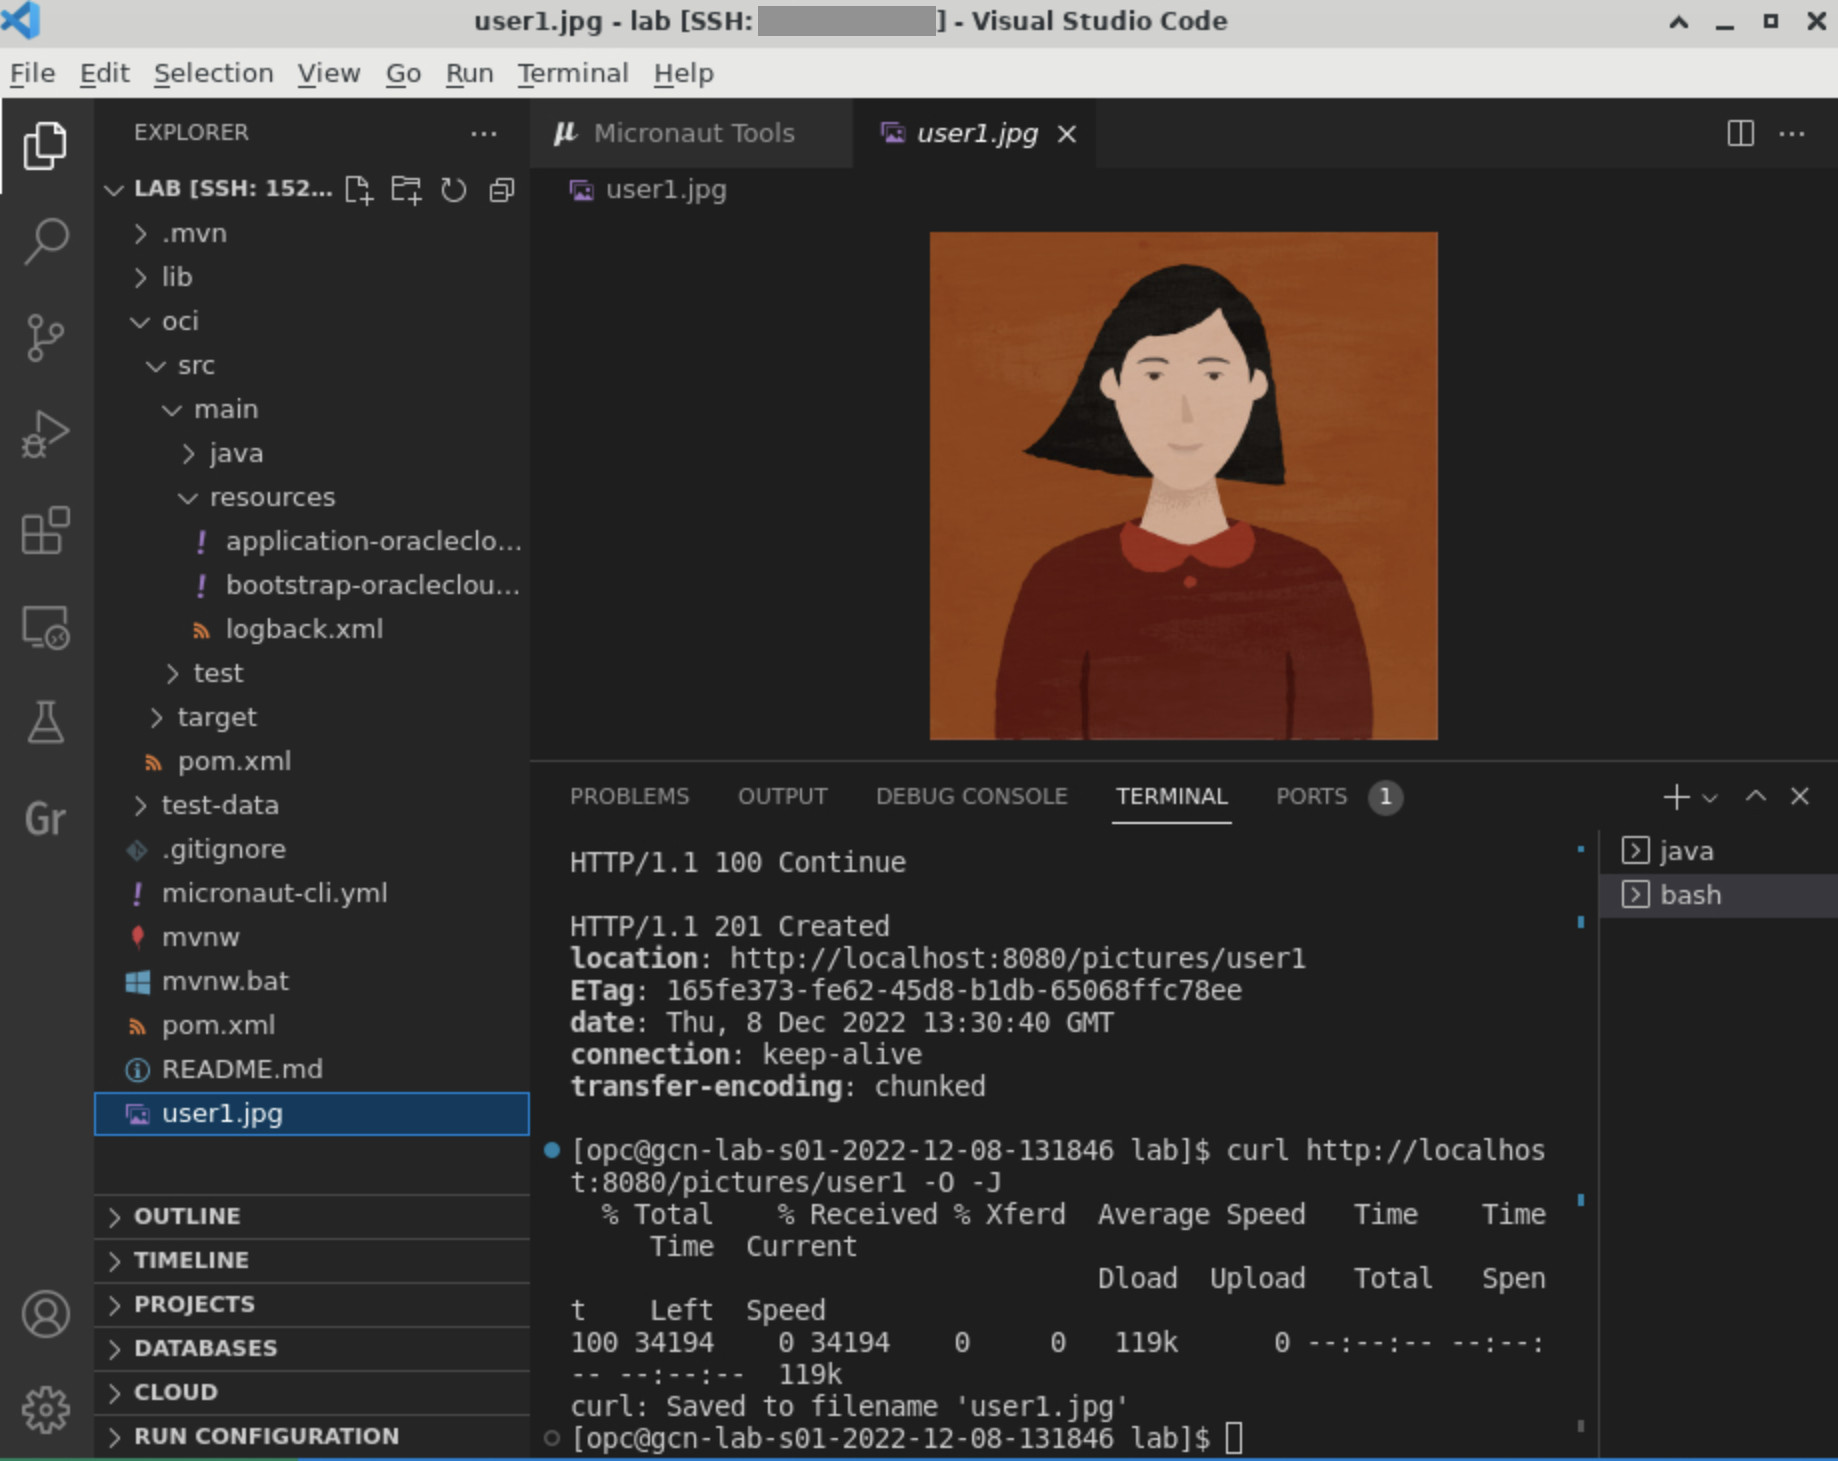 user1.jpg - lab [SSH: ] - Visual Studio Code
File Edit Selection View Go Run Terminal Help
EXPLORER
LAB [SSH: 152...
.mvn
lib
oci
src
main
java
resources
application-oracleclo...
bootstrap-oracleclou...
logback.xml
test
target
pom.xml
test-data
.gitignore
micronaut-cli.yml
mvnw
mvnw.bat
pom.xml
README.md
user1.jpg
OUTLINE
TIMELINE
PROJECTS
DATABASES
CLOUD
RUN CONFIGURATION
Gr
μ Micronaut Tools user1.jpg
user1.jpg
PROBLEMS OUTPUT DEBUG CONSOLE TERMINAL PORTS 1
HTTP/1.1 100 Continue
HTTP/1.1 201 Created
location: http://localhost:8080/pictures/user1
ETag: 165fe373-fe62-45d8-b1db-65068ffc78ee
date: Thu, 8 Dec 2022 13:30:40 GMT
connection: keep-alive
transfer-encoding: chunked
[opc@gcn-lab-s01-2022-12-08-131846 lab]$ curl http://localhos
t:8080/pictures/user1 -O -J
% Total % Received % Xferd Average Speed Time Time
Time Current
Dload Upload Total Spen
t Left Speed
100 34194 0 34194 0 0 119k 0 --:--:-- --:--:
-- --:--:-- 119k
curl: Saved to filename 'user1.jpg'
[opc@gcn-lab-s01-2022-12-08-131846 lab]$
java
bash